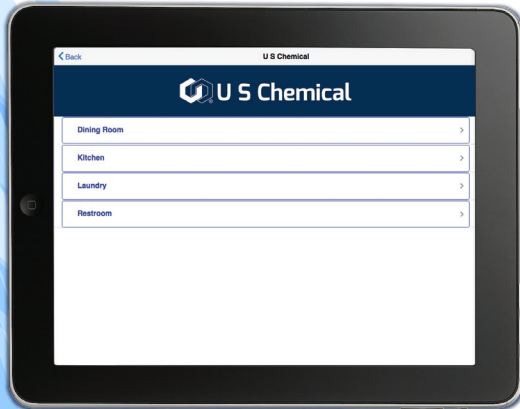 Back
U S Chemical
U S Chemical
Dining Room
Kitchen
Laundry
Restroom